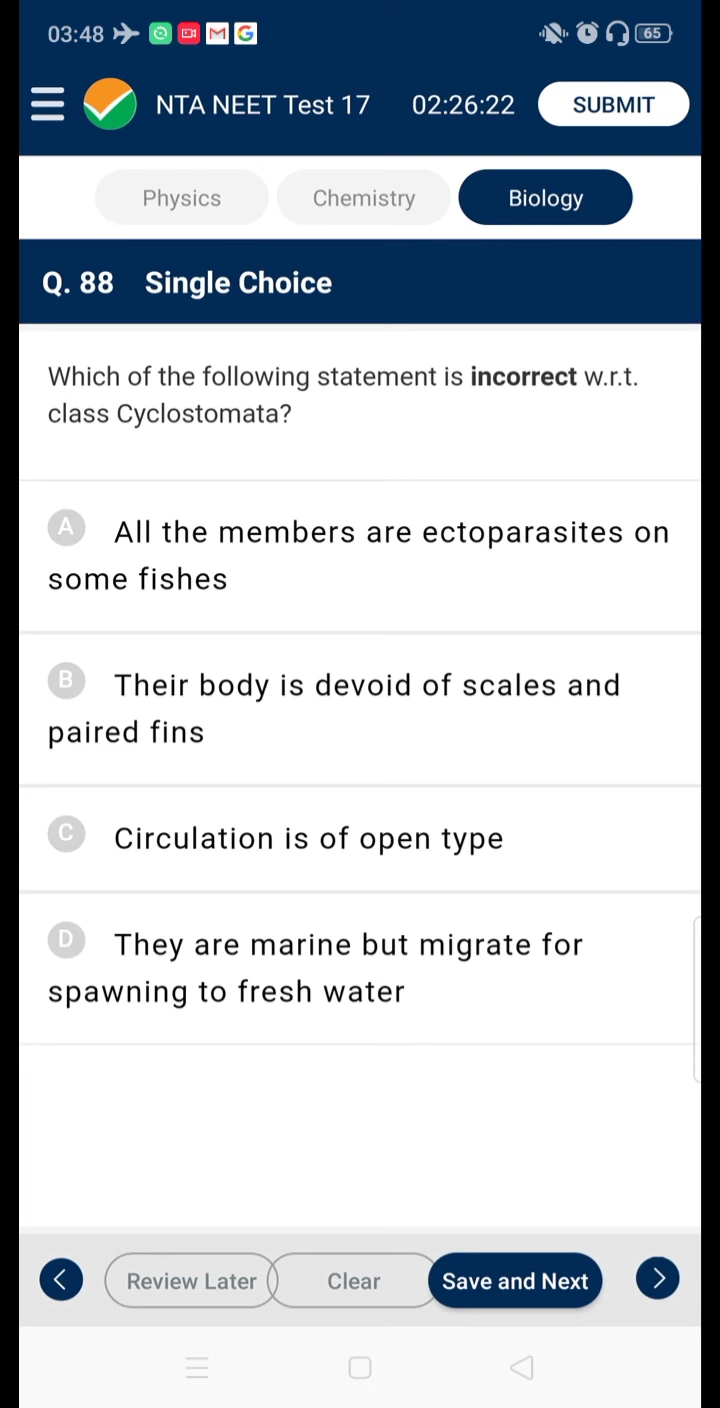 03:48
65
NTA NEET Test 17 02:26:22 SUBMIT
Physics Chemistry Biology
Q. 88 Single Choice
Which of the following statement is incorrect w.r.t.
class Cyclostomata?
A All the members are ectoparasites on
some fishes
B Their body is devoid of scales and
paired fins
C Circulation is of open type
D They are marine but migrate for
spawning to fresh water
Review Later Clear Save and Next